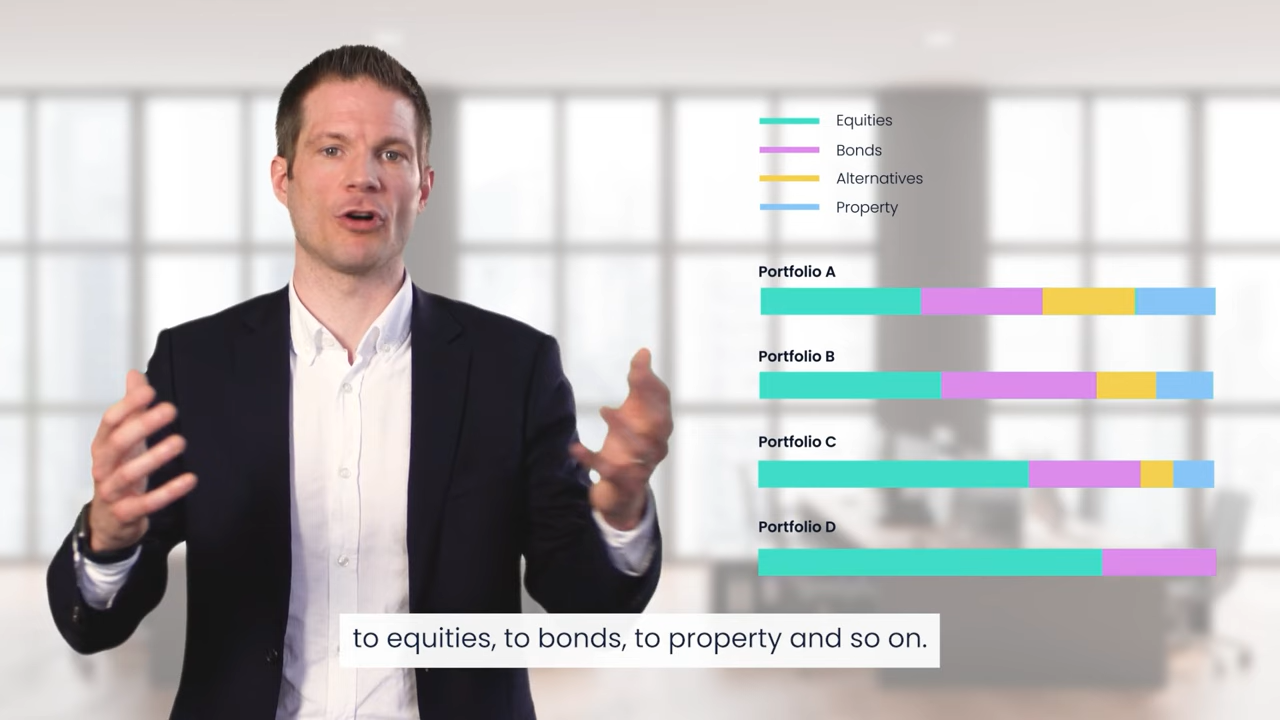 Equities
Bonds
Alternatives
Property
Portfolio A
Portfolio B
Portfolio C
Portfolio D
to equities, to bonds, to property and so on.